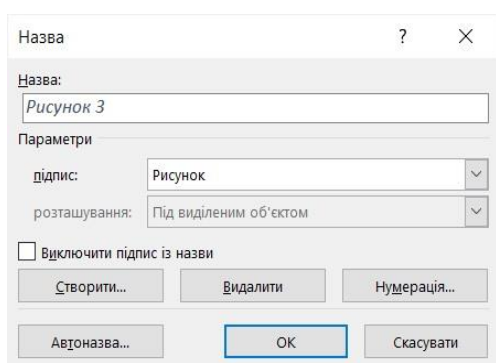 Назва ? ×
Назва:
Рисунок 3
Параметри
підпис: Рисунок
розташування: Під виділеним об'єктом
Виключити підпис із назви
Створити... Видалити Нумерація...
Автоназва... ОК Скасувати